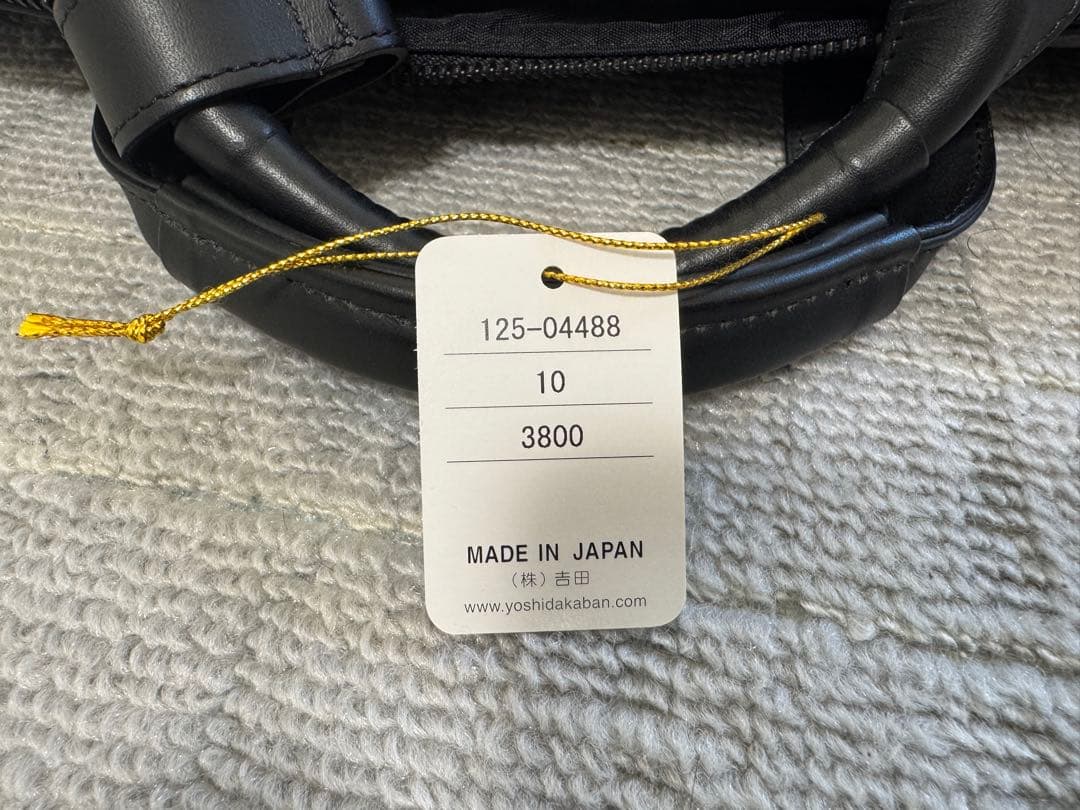 125-04488
10
3800
MADE IN JAPAN
(株)吉田
www.yoshidakaban.com